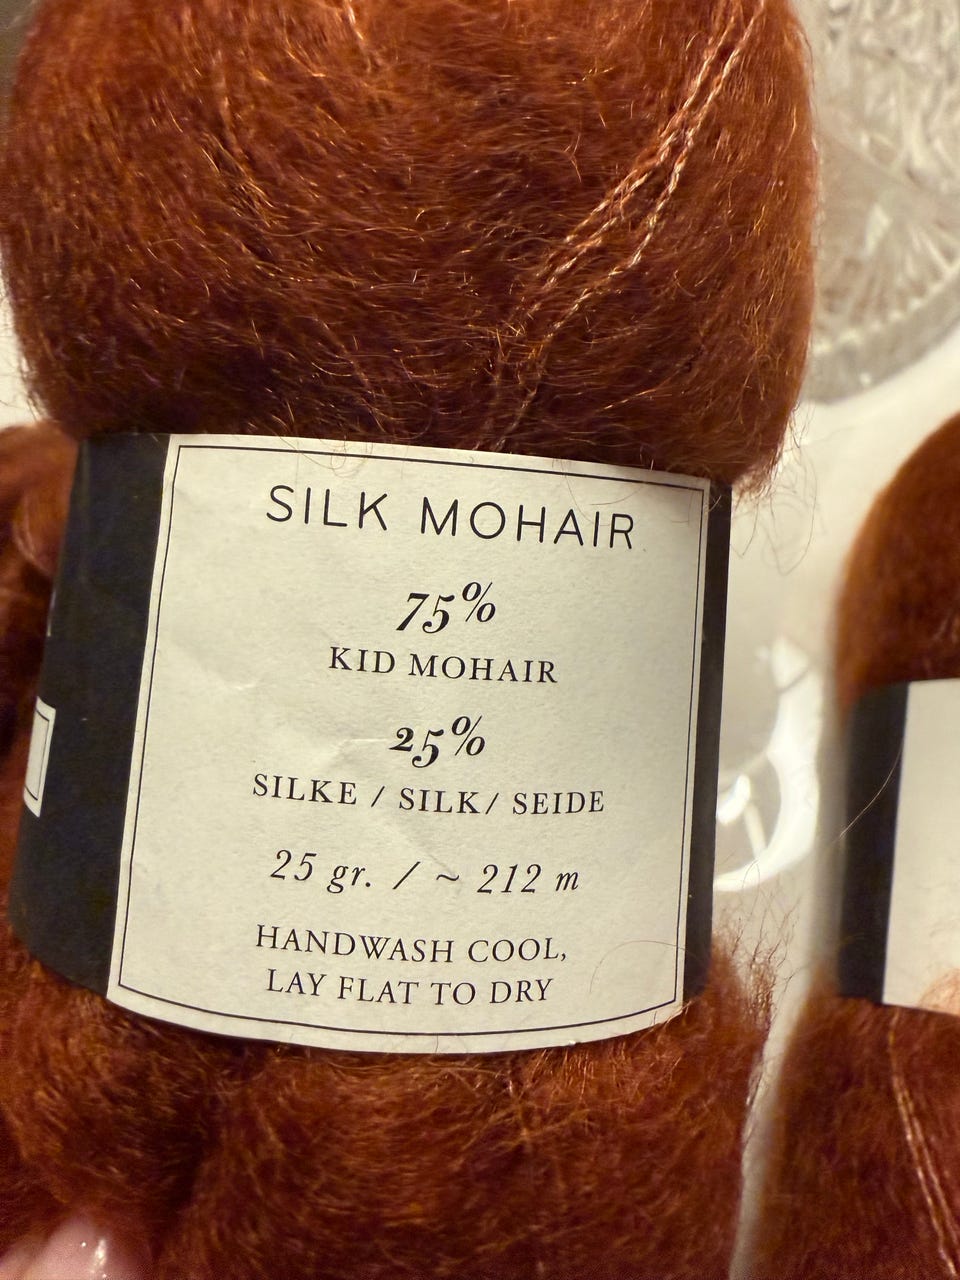 SILK MOHAIR
75%
KID MOHAIR
25%
SILKE / SILK/ SEIDE
25 gr. / ~ 212 m
HANDWASH COOL,
LAY FLAT TO DRY